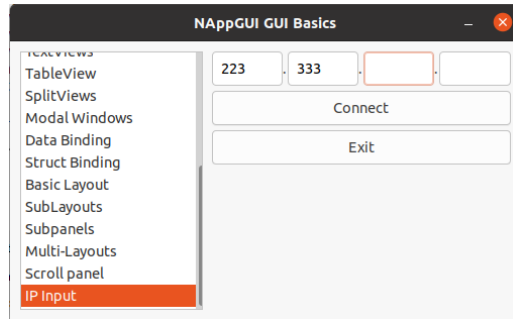 NAppGUI GUI Basics
TextViews
TableView
SplitViews
Modal Windows
Data Binding
Struct Binding
Basic Layout
SubLayouts
Subpanels
Multi-Layouts
Scroll panel
IP Input
223 . 333 . .
Connect
Exit